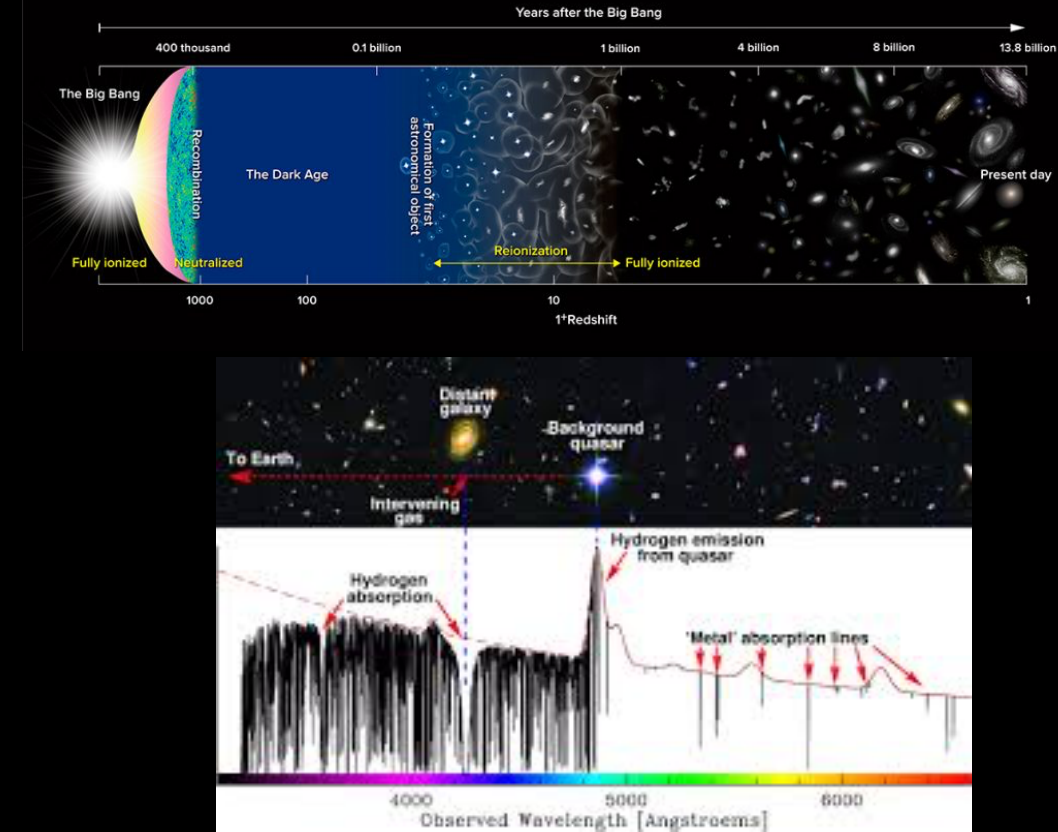 Years after the Big Bang
400 thousand 0.1 billion 1 billion 4 billion 8 billion 13.8 billion
The Big Bang
Recombination
The Dark Age
Formation of first
astronomical object
Present day
Reionization
Fully ionized Neutralized Fully ionized
1000 100 10 1
1+Redshift
Distant
galaxy
Background
quasar
To Earth
Intervening
gas
Hydrogen emission
from quasar
Hydrogen
absorption
'Metal' absorption lines
4000 5000 6000
Observed Wavelength [Angstroems]